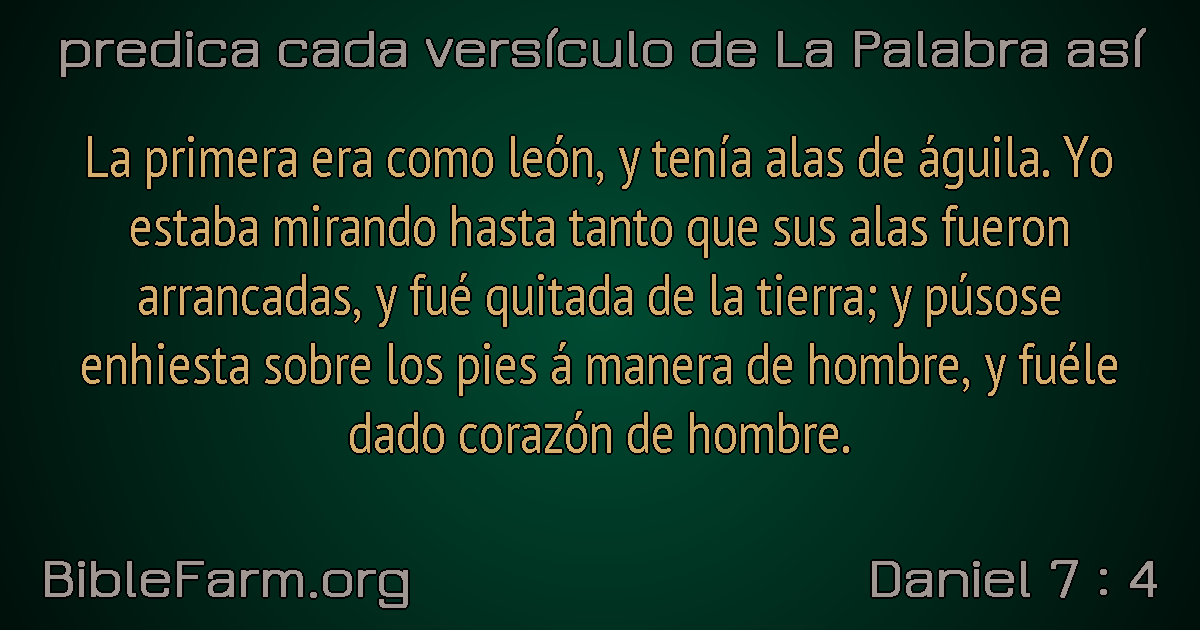 predica cada versículo de La Palabra así
La primera era como león, y tenía alas de águila. Yo
estaba mirando hasta tanto que sus alas fueron
arrancadas, y fué quitada de la tierra; y púsose
enhiesta sobre los pies á manera de hombre, y fuéle
dado corazón de hombre.
BibleFarm.org
Daniel 7 : 4